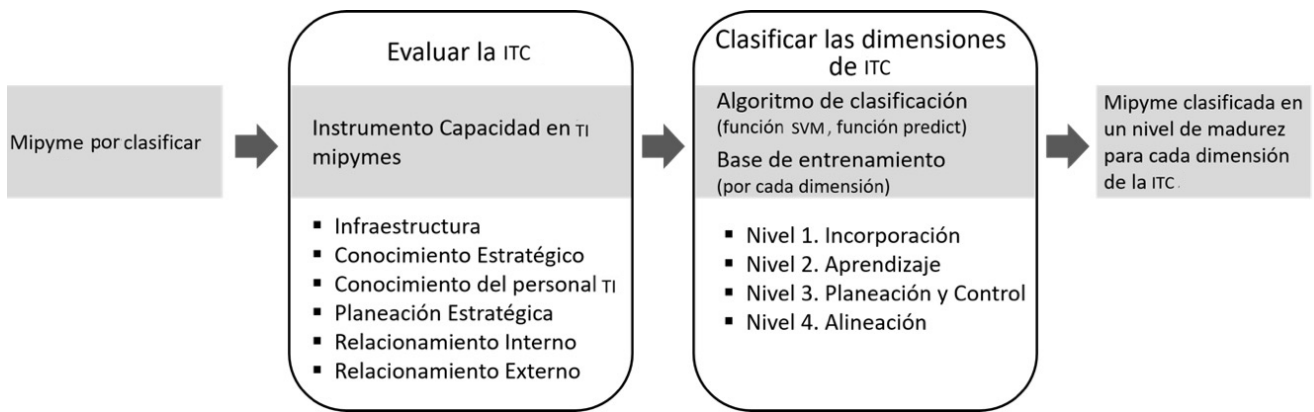 Mipyme por clasificar
Evaluar la ITC
Instrumento Capacidad en TI
mipymes
▪ Infraestructura
▪ Conocimiento Estratégico
▪ Conocimiento del personal TI
▪ Planeación Estratégica
▪ Relacionamiento Interno
▪ Relacionamiento Externo
Clasificar las dimensiones
de ITC
Algoritmo de clasificación
(función SVM, función predict)
Base de entrenamiento
(por cada dimensión)
▪ Nivel 1. Incorporación
▪ Nivel 2. Aprendizaje
▪ Nivel 3. Planeación y Control
▪ Nivel 4. Alineación
Mipyme clasificada en
un nivel de madurez
para cada dimensión
de la ITC.